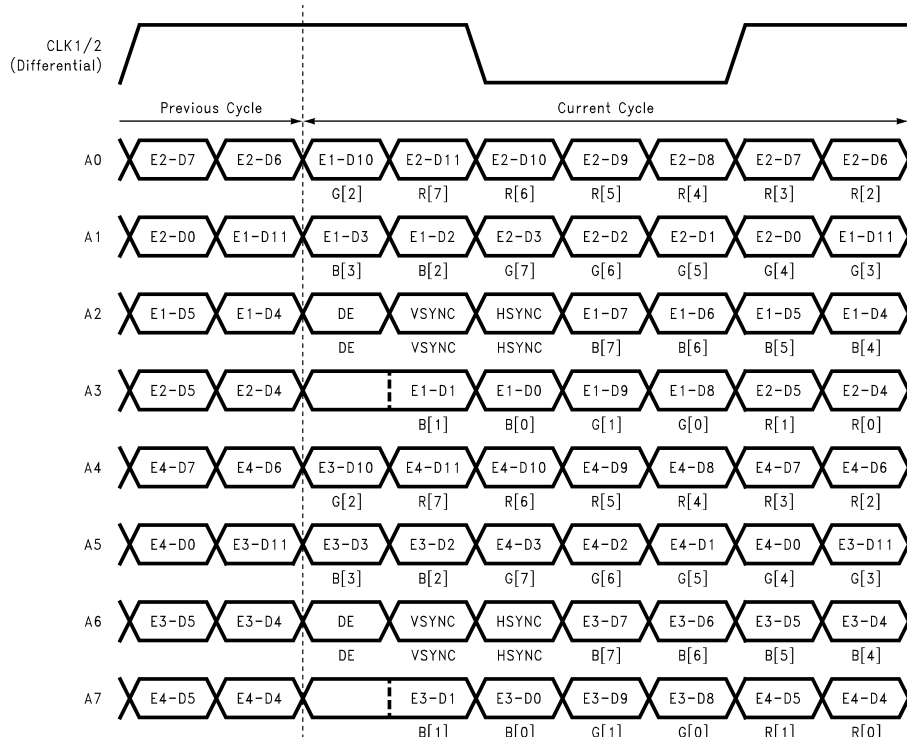 CLK1/2
(Differential)
Previous Cycle Current Cycle
A0 E2-D7 E2-D6 E1-D10 E2-D11 E2-D10 E2-D9 E2-D8 E2-D7 E2-D6
G[2] R[7] R[6] R[5] R[4] R[3] R[2]
A1 E2-D0 E1-D11 E1-D3 E1-D2 E2-D3 E2-D2 E2-D1 E2-D0 E1-D11
B[3] B[2] G[7] G[6] G[5] G[4] G[3]
A2 E1-D5 E1-D4 DE VSYNC HSYNC E1-D7 E1-D6 E1-D5 E1-D4
DE VSYNC HSYNC B[7] B[6] B[5] B[4]
A3 E2-D5 E2-D4 E1-D1 E1-D0 E1-D9 E1-D8 E2-D5 E2-D4
B[1] B[0] G[1] G[0] R[1] R[0]
A4 E4-D7 E4-D6 E3-D10 E4-D11 E4-D10 E4-D9 E4-D8 E4-D7 E4-D6
G[2] R[7] R[6] R[5] R[4] R[3] R[2]
A5 E4-D0 E3-D11 E3-D3 E3-D2 E4-D3 E4-D2 E4-D1 E4-D0 E3-D11
B[3] B[2] G[7] G[6] G[5] G[4] G[3]
A6 E3-D5 E3-D4 DE VSYNC HSYNC E3-D7 E3-D6 E3-D5 E3-D4
DE VSYNC HSYNC B[7] B[6] B[5] B[4]
A7 E4-D5 E4-D4 E3-D1 E3-D0 E3-D9 E3-D8 E4-D5 E4-D4
B[1] B[0] G[1] G[0] R[1] R[0]